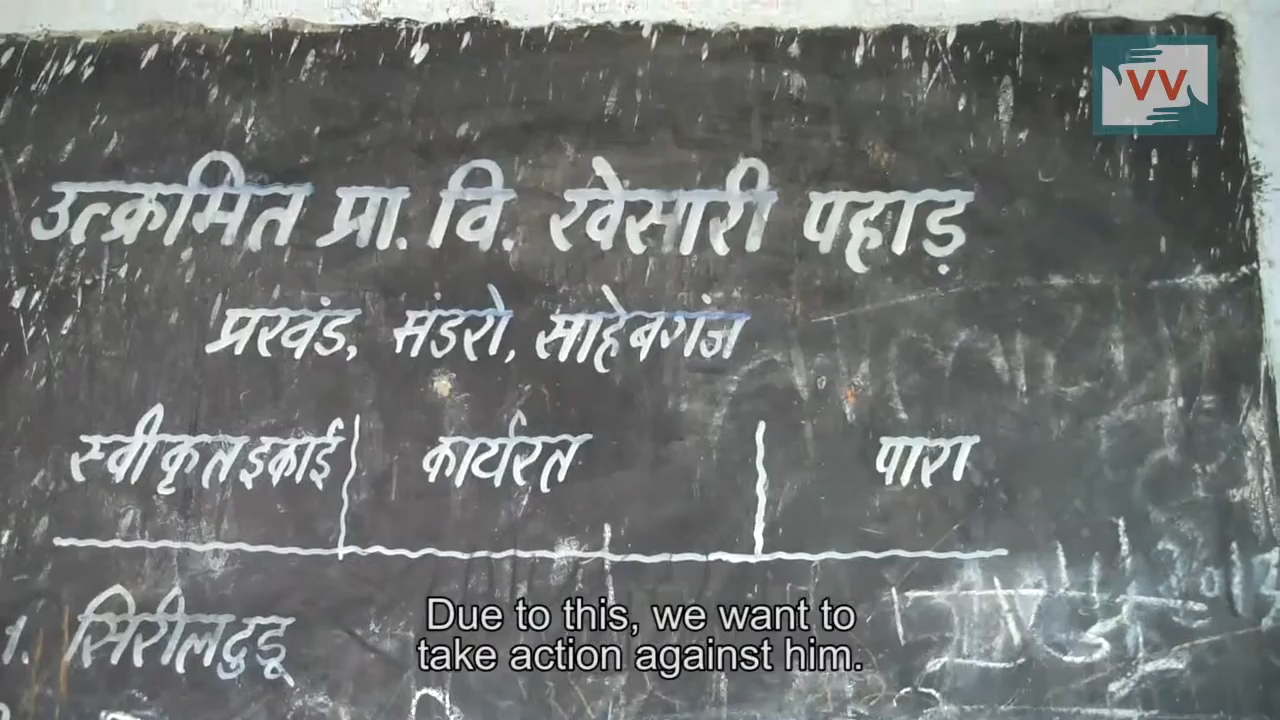 VV
उत्क्रमित प्रा. वि. खेसारी पहाड़
प्रखंड, मंडरो, साहेबगंज
स्वीकृत इकाई कार्यरत पारा
1. सिरील टुडू
Due to this, we want to
take action against him.